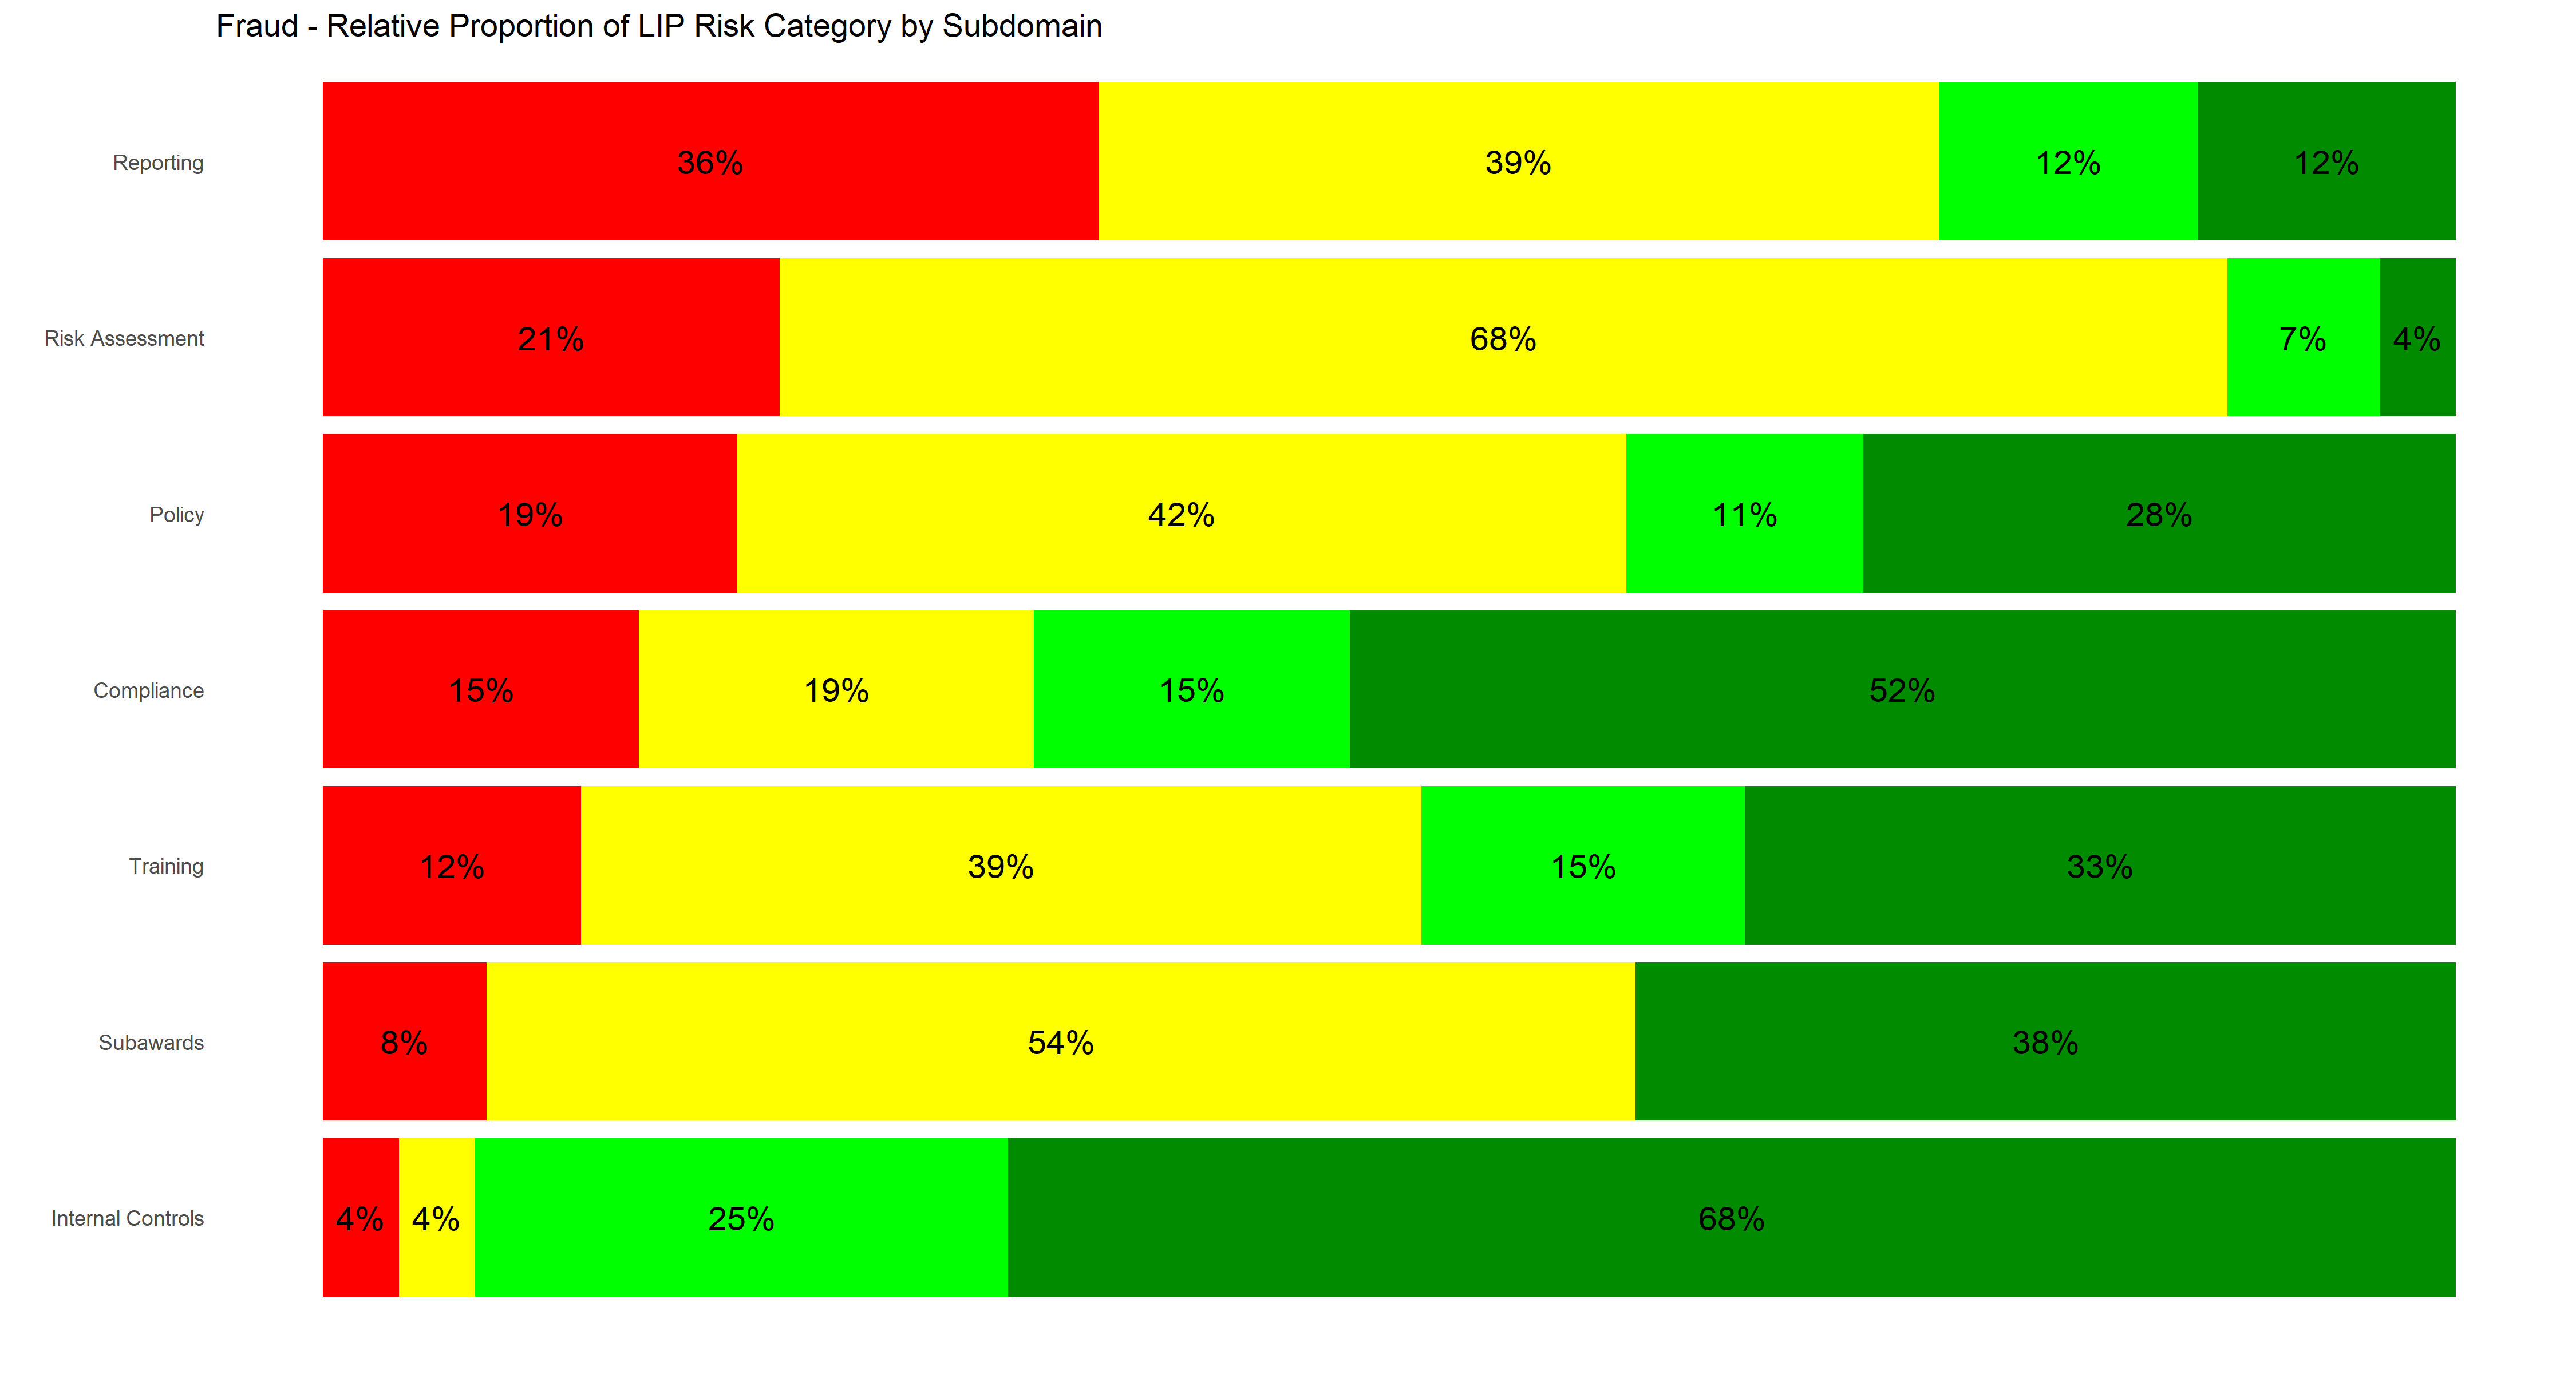 Fraud - Relative Proportion of LIP Risk Category by Subdomain
Reporting 36% 39% 12% 12%
Risk Assessment 21% 68% 7% 4%
Policy 19% 42% 11% 28%
Compliance 15% 19% 15% 52%
Training 12% 39% 15% 33%
Subawards 8% 54% 38%
Internal Controls 4% 4% 25% 68%